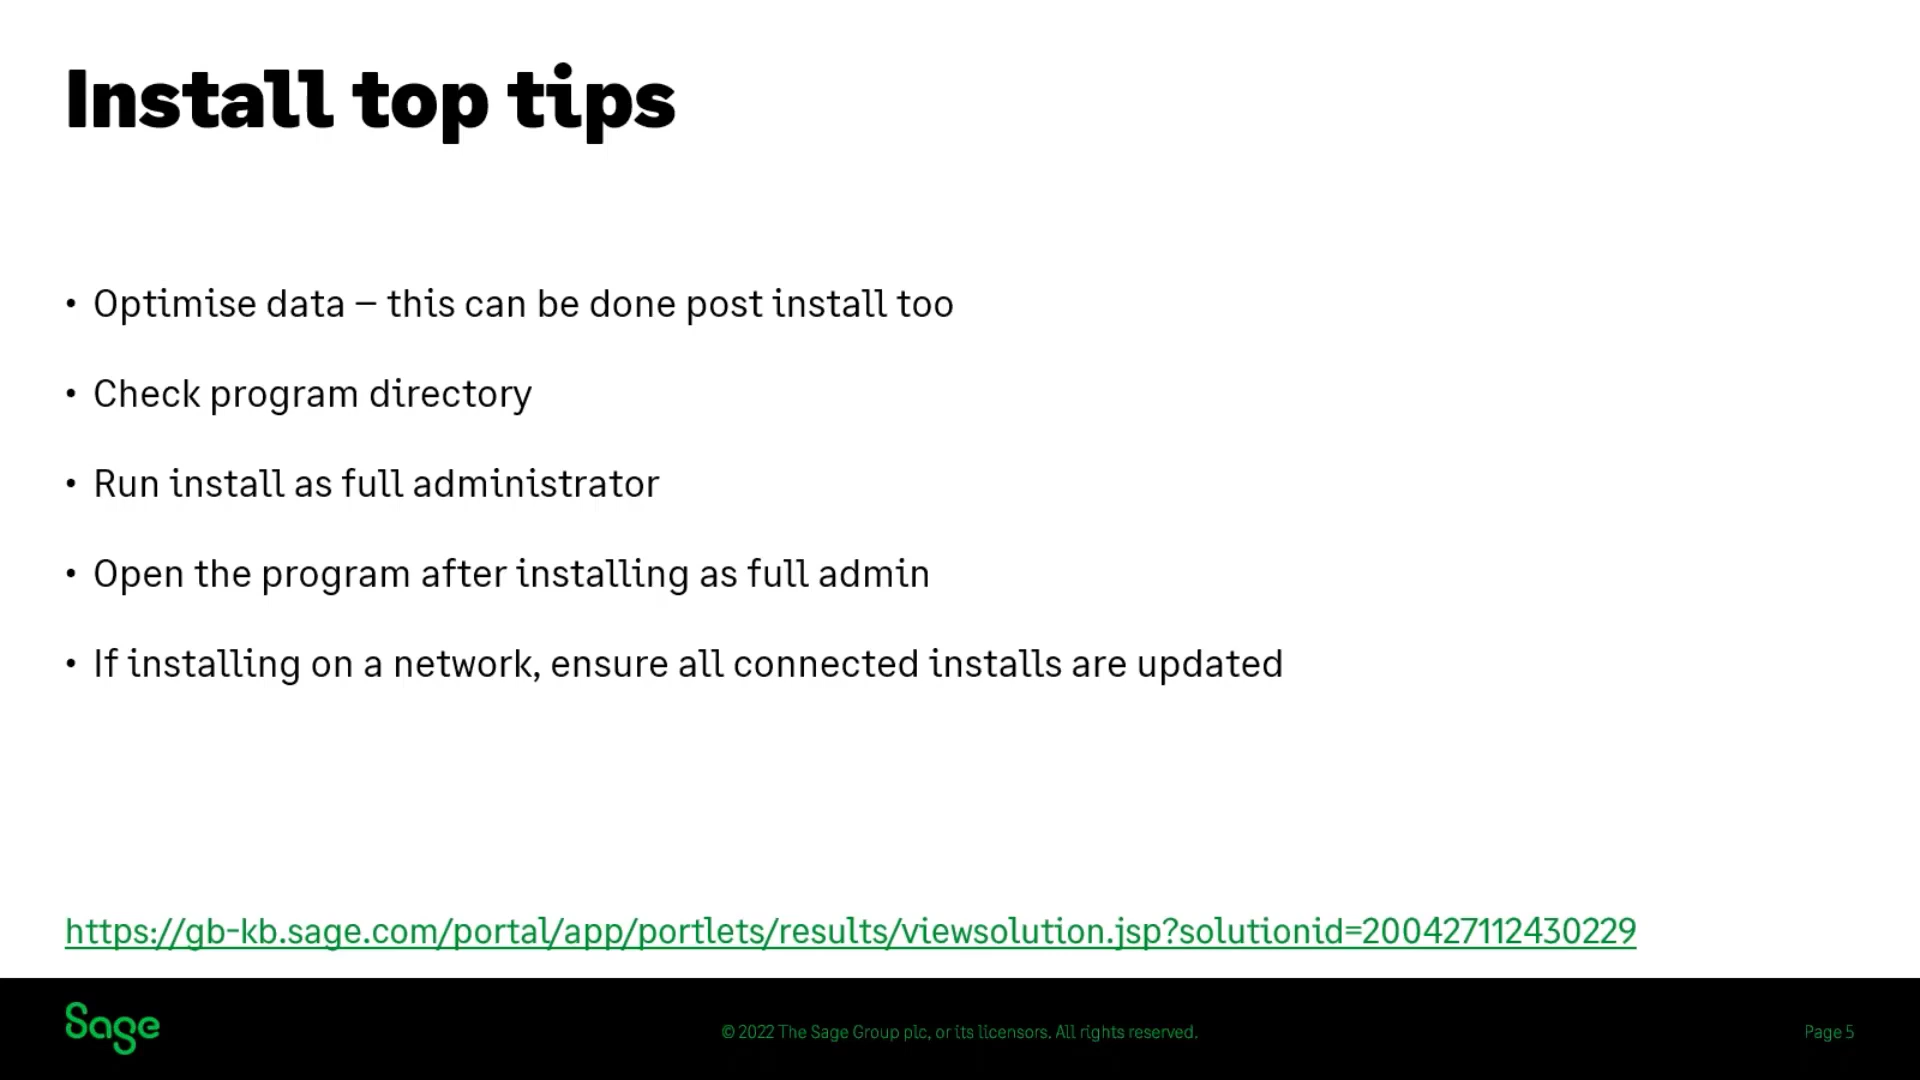 Install top tips
• Optimise data – this can be done post install too
• Check program directory
• Run install as full administrator
• Open the program after installing as full admin
• If installing on a network, ensure all connected installs are updated
https://gb-kb.sage.com/portal/app/portlets/results/viewsolution.jsp?solutionid=200427112430229
Sage
© 2022 The Sage Group plc, or its licensors. All rights reserved.
Page 5